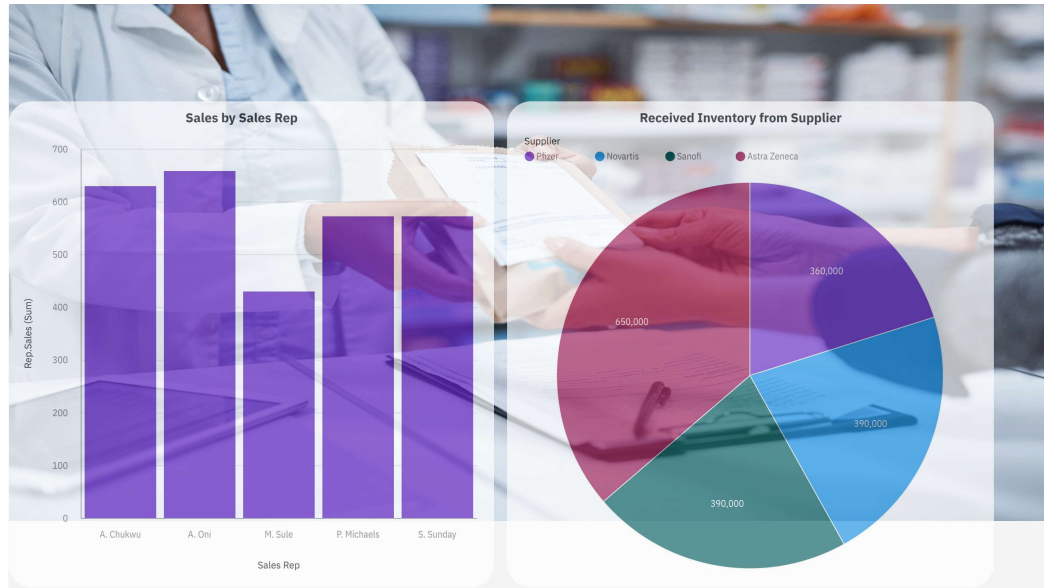 Sales by Sales Rep
700
600
500
400
300
200
100
0
Rep.Sales (Sum)
A. Chukwu A. Oni M. Sule P. Michaels S. Sunday
Sales Rep
Received Inventory from Supplier
Supplier
Phzer Novartis Sanofi Astra Zeneca
360,000
650,000
390,000
390,000